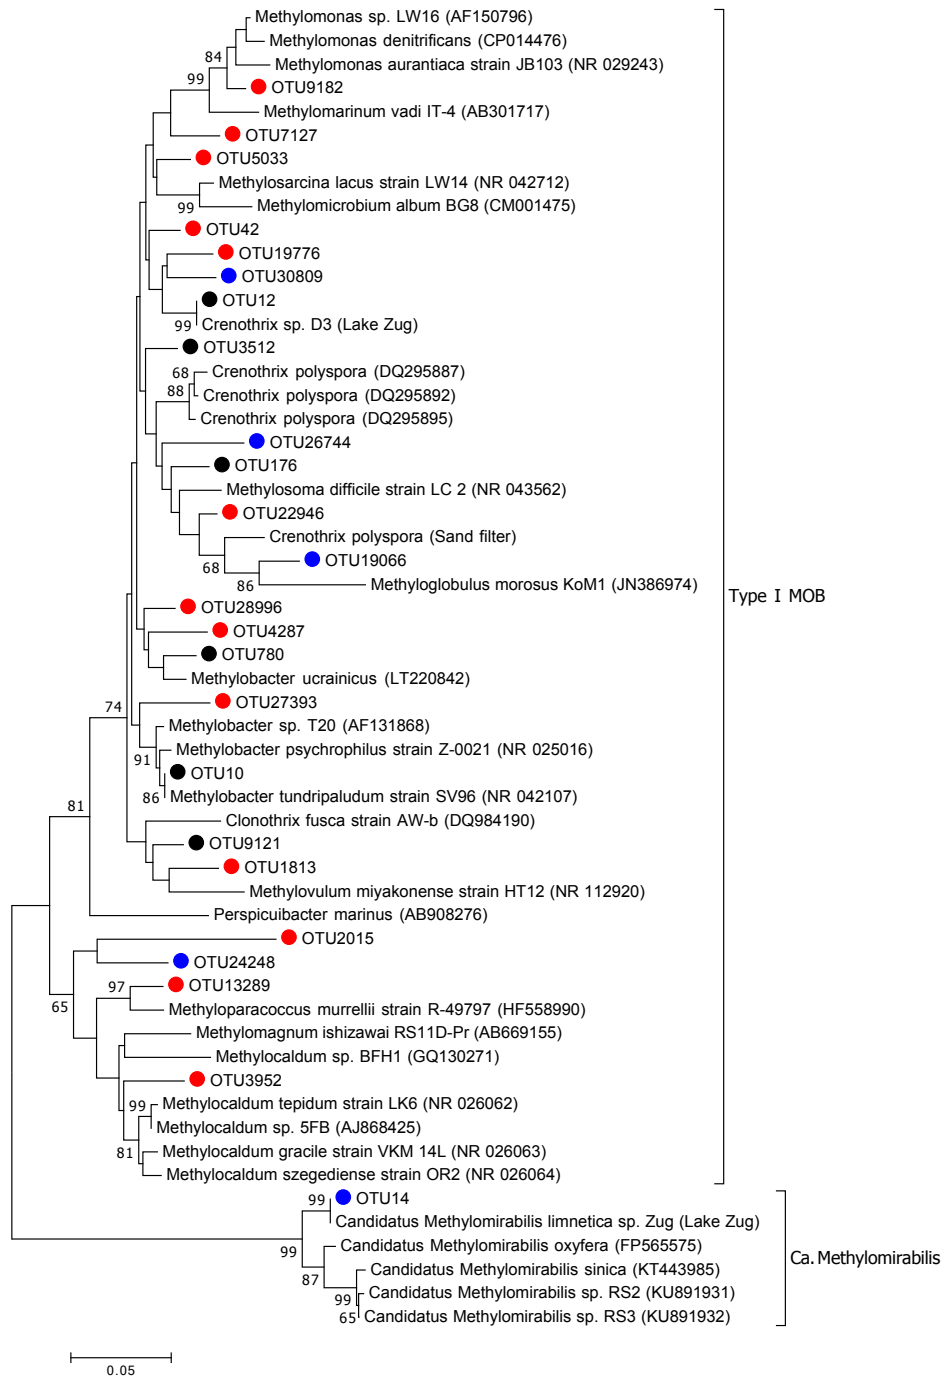 Methylomonas sp. LW16 (AF150796)
Methylomonas denitrificans (CP014476)
84
Methylomonas aurantiaca strain JB103 (NR 029243)
99
OTU9182
Methylomarinum vadi IT-4 (AB301717)
OTU7127
OTU5033
Methylosarcina lacus strain LW14 (NR 042712)
99
Methylomicrobium album BG8 (CM001475)
OTU42
OTU19776
OTU30809
OTU12
99
Crenothrix sp. D3 (Lake Zug)
OTU3512
68
Crenothrix polyspora (DQ295887)
88
Crenothrix polyspora (DQ295892)
Crenothrix polyspora (DQ295895)
OTU26744
OTU176
Methylosoma difficile strain LC 2 (NR 043562)
OTU22946
Crenothrix polyspora (Sand filter)
68
OTU19066
86
Methyloglobulus morosus KoM1 (JN386974)
Type I MOB
OTU28996
OTU4287
OTU780
Methylobacter ucrainicus (LT220842)
74
OTU27393
Methylobacter sp. T20 (AF131868)
91
Methylobacter psychrophilus strain Z-0021 (NR 025016)
OTU10
86
Methylobacter tundripaludum strain SV96 (NR 042107)
81
Clonothrix fusca strain AW-b (DQ984190)
OTU9121
OTU1813
Methylovulum miyakonense strain HT12 (NR 112920)
Perspicuibacter marinus (AB908276)
OTU2015
OTU24248
65
97
OTU13289
Methyloparacoccus murrellii strain R-49797 (HF558990)
Methylomagnum ishizawai RS11D-Pr (AB669155)
Methylocaldum sp. BFH1 (GQ130271)
OTU3952
99
Methylocaldum tepidum strain LK6 (NR 026062)
Methylocaldum sp. 5FB (AJ868425)
81
Methylocaldum gracile strain VKM 14L (NR 026063)
Methylocaldum szegediense strain OR2 (NR 026064)
99
OTU14
Candidatus Methylomirabilis limnetica sp. Zug (Lake Zug)
99
Candidatus Methylomirabilis oxyfera (FP565575)
Ca. Methylomirabilis
87
Candidatus Methylomirabilis sinica (KT443985)
99
Candidatus Methylomirabilis sp. RS2 (KU891931)
65
Candidatus Methylomirabilis sp. RS3 (KU891932)
0.05